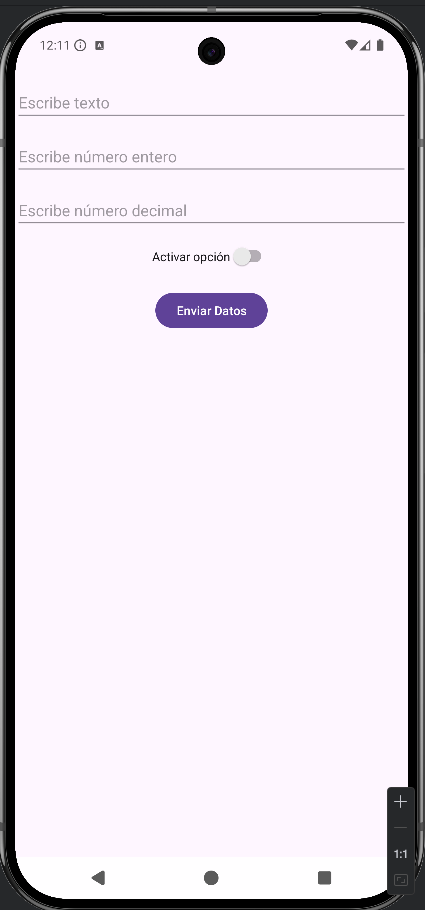 12:11
Escribe texto
Escribe número entero
Escribe número decimal
Activar opción
Enviar Datos
1:1